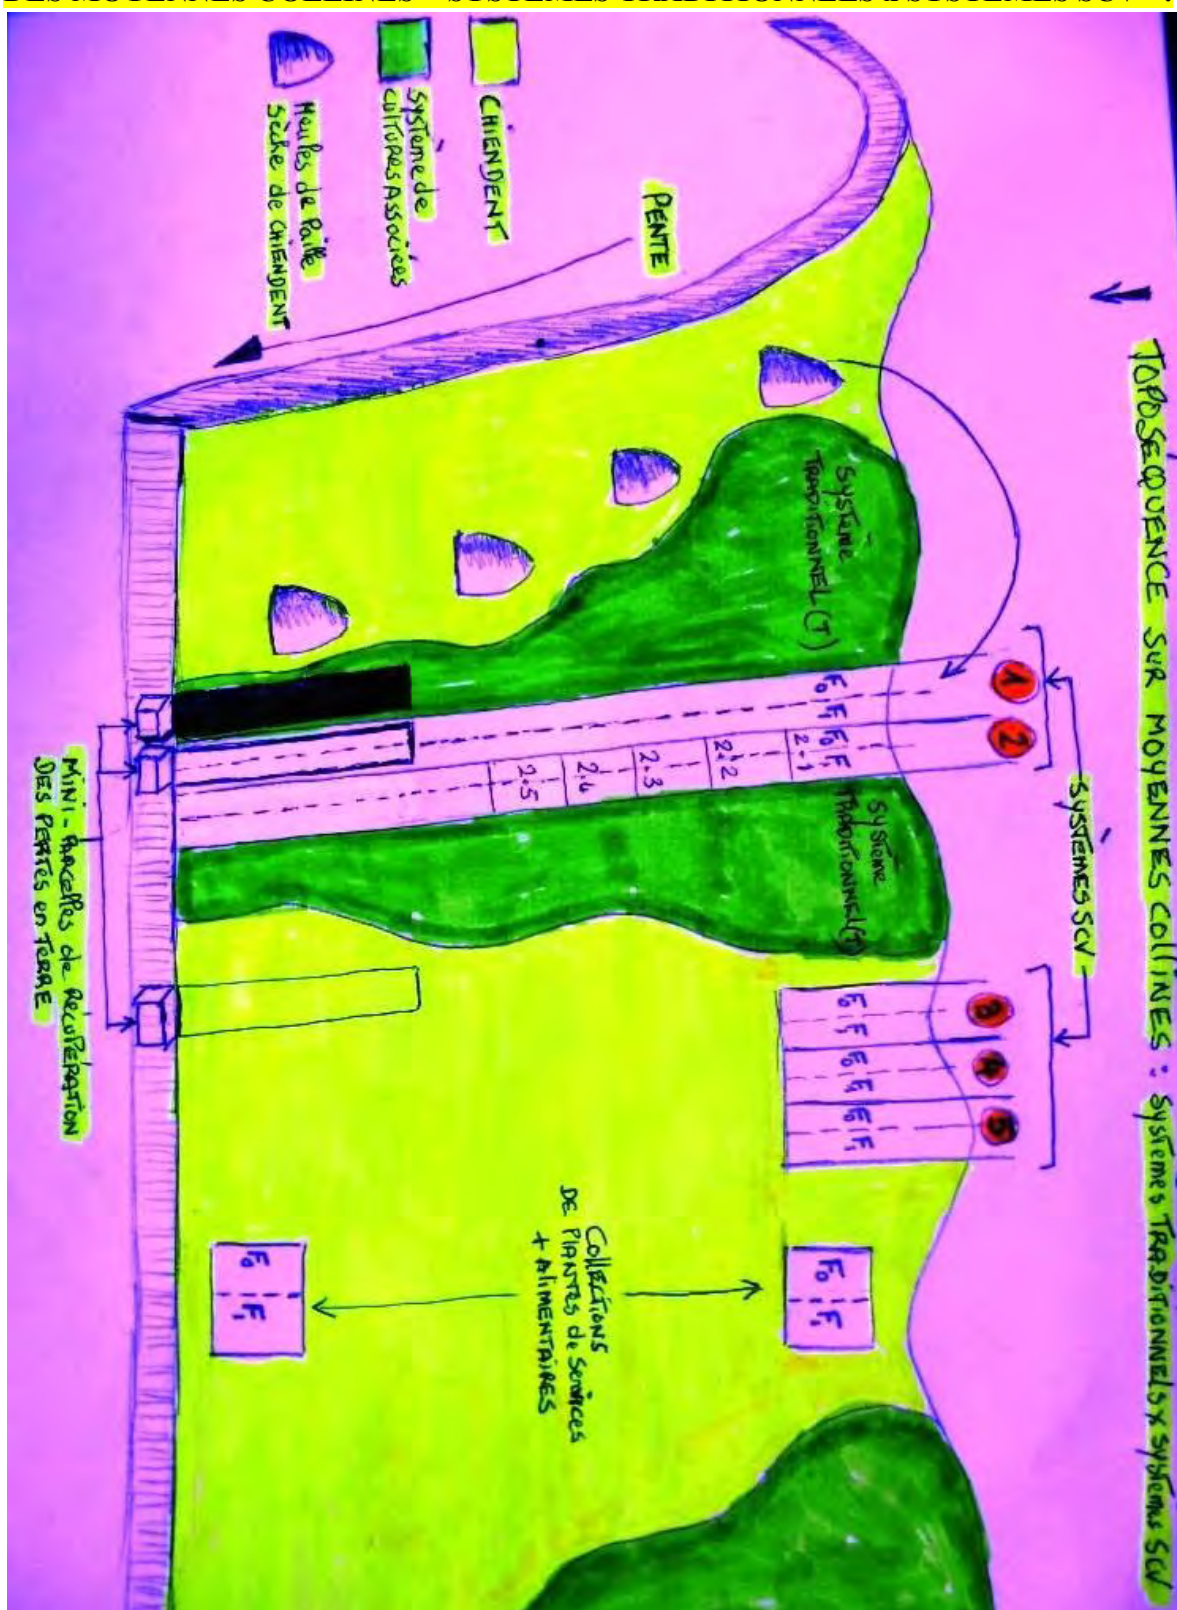 TOPOSÉQUENCE SUR MOYENNES COLLINES : SYSTÈMES TRADITIONNELS X SYSTÈMES SCV
SYSTÈMES SCV
1
2
3
4
5
F0 F1 F0 F1
F0 F1 F0 F1 F0 F1
2.1
2.2
2.3
2.4
2.5
SYSTÈME
TRADITIONNEL (T)
SYSTÈME
TRADITIONNEL (T)
F0 F1
COLLECTIONS
DE PLANTES de SERVICES
+ ALIMENTAIRES
F0 F1
PENTE
CHIENDENT
SYSTÈME de
CULTURES ASSOCIÉES
Meules de Paille
Sèche de CHIENDENT
MINI-PARCELLES de RÉCUPÉRATION
DES PERTES en TERRE